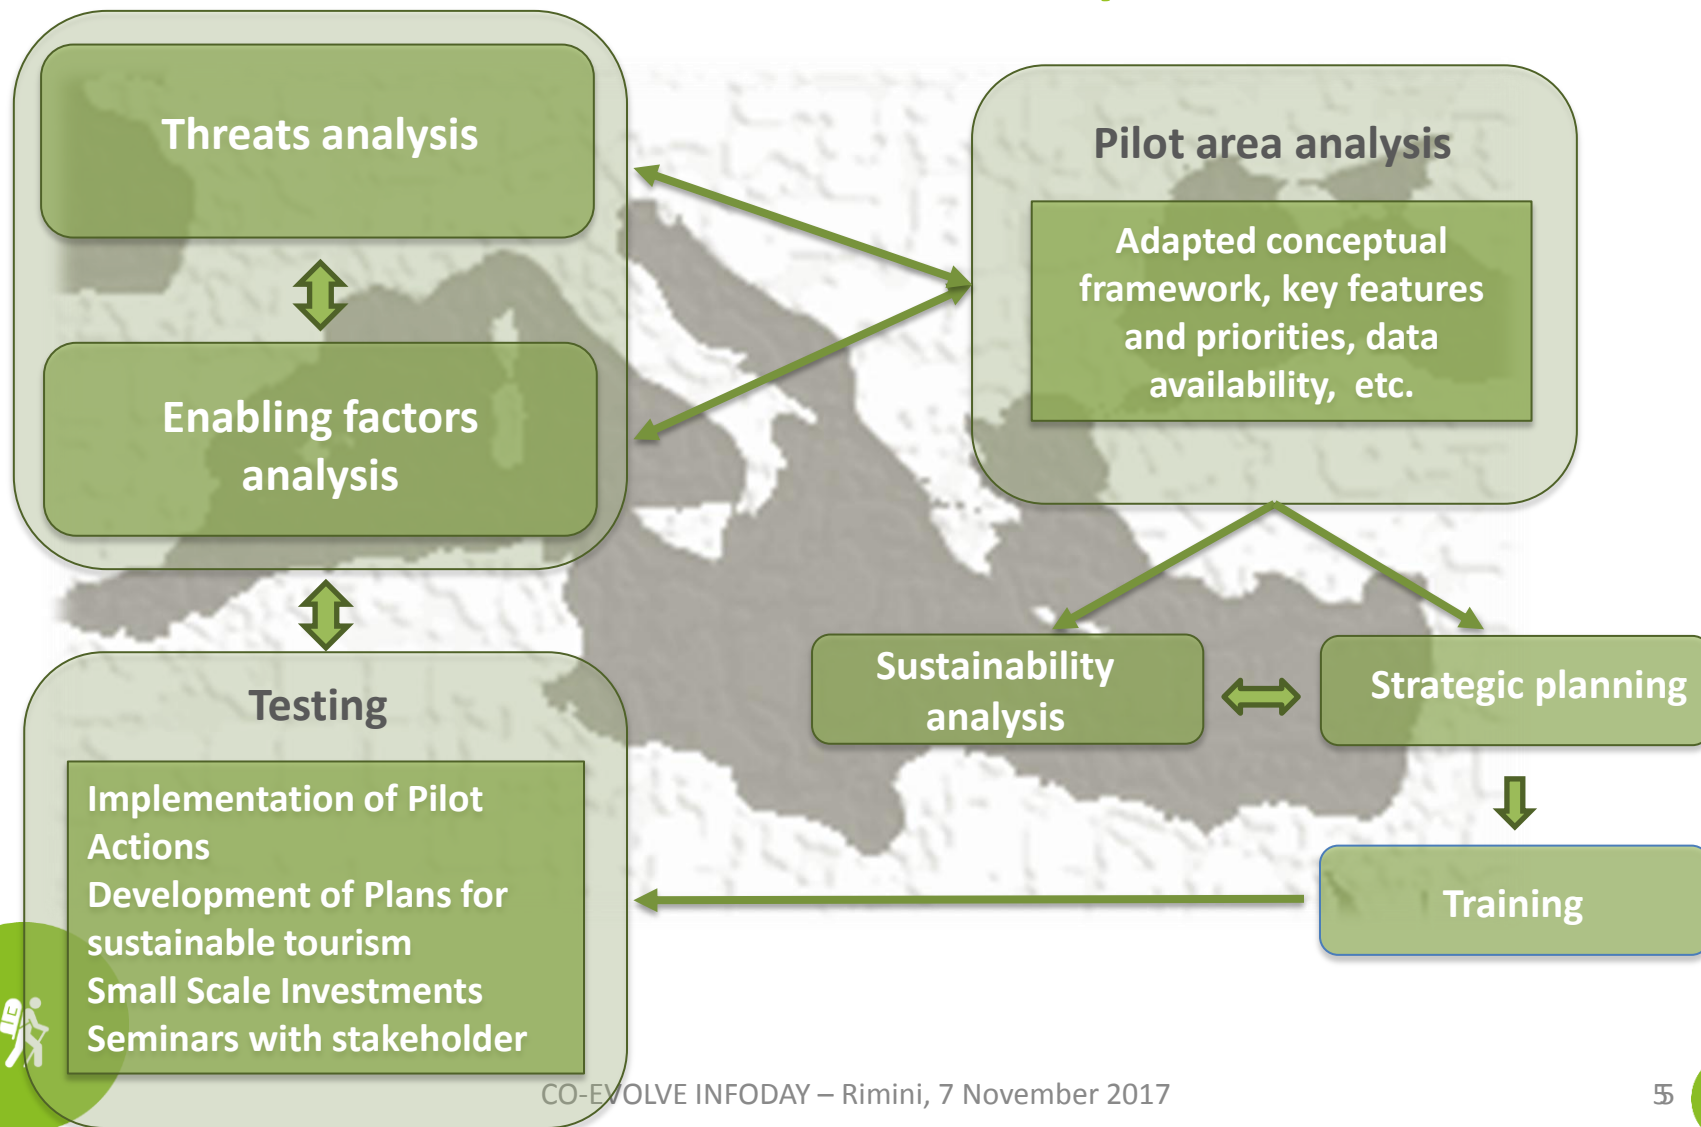 Threats analysis
Enabling factors
analysis
Pilot area analysis
Adapted conceptual
framework, key features
and priorities, data
availability, etc.
Sustainability
analysis
Strategic planning
Training
Testing
Implementation of Pilot
Actions
Development of Plans for
sustainable tourism
Small Scale Investments
Seminars with stakeholder
CO-EVOLVE INFODAY – Rimini, 7 November 2017
55